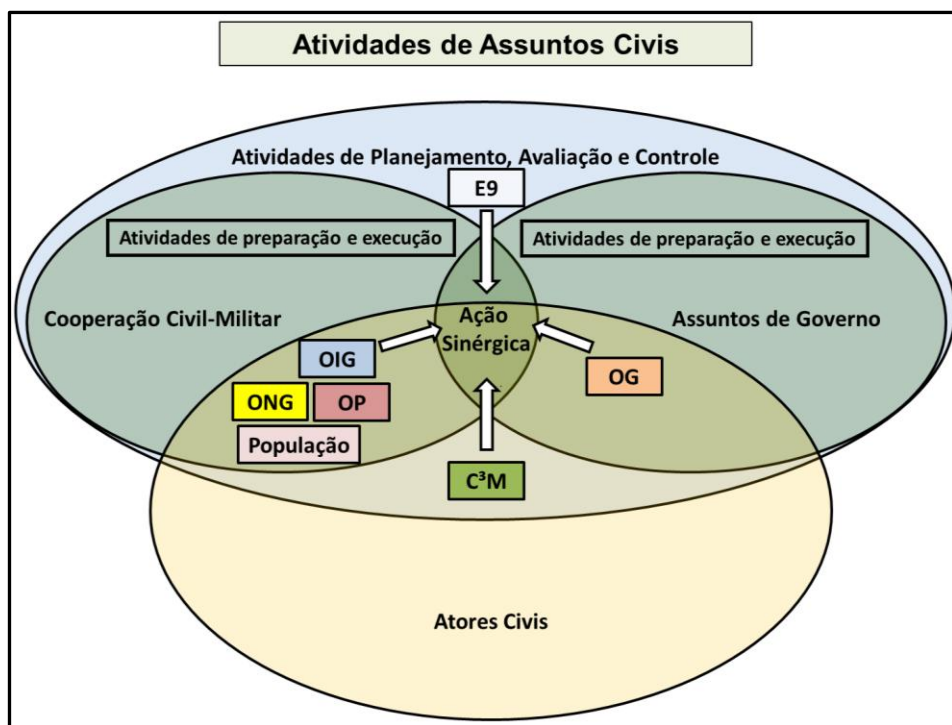 Atividades de Assuntos Civis
Atividades de Planejamento, Avaliação e Controle
E9
Atividades de preparação e execução
Atividades de preparação e execução
Cooperação Civil-Militar
Ação
Sinérgica
Assuntos de Governo
OIG
OG
ONG
OP
População
C³M
Atores Civis